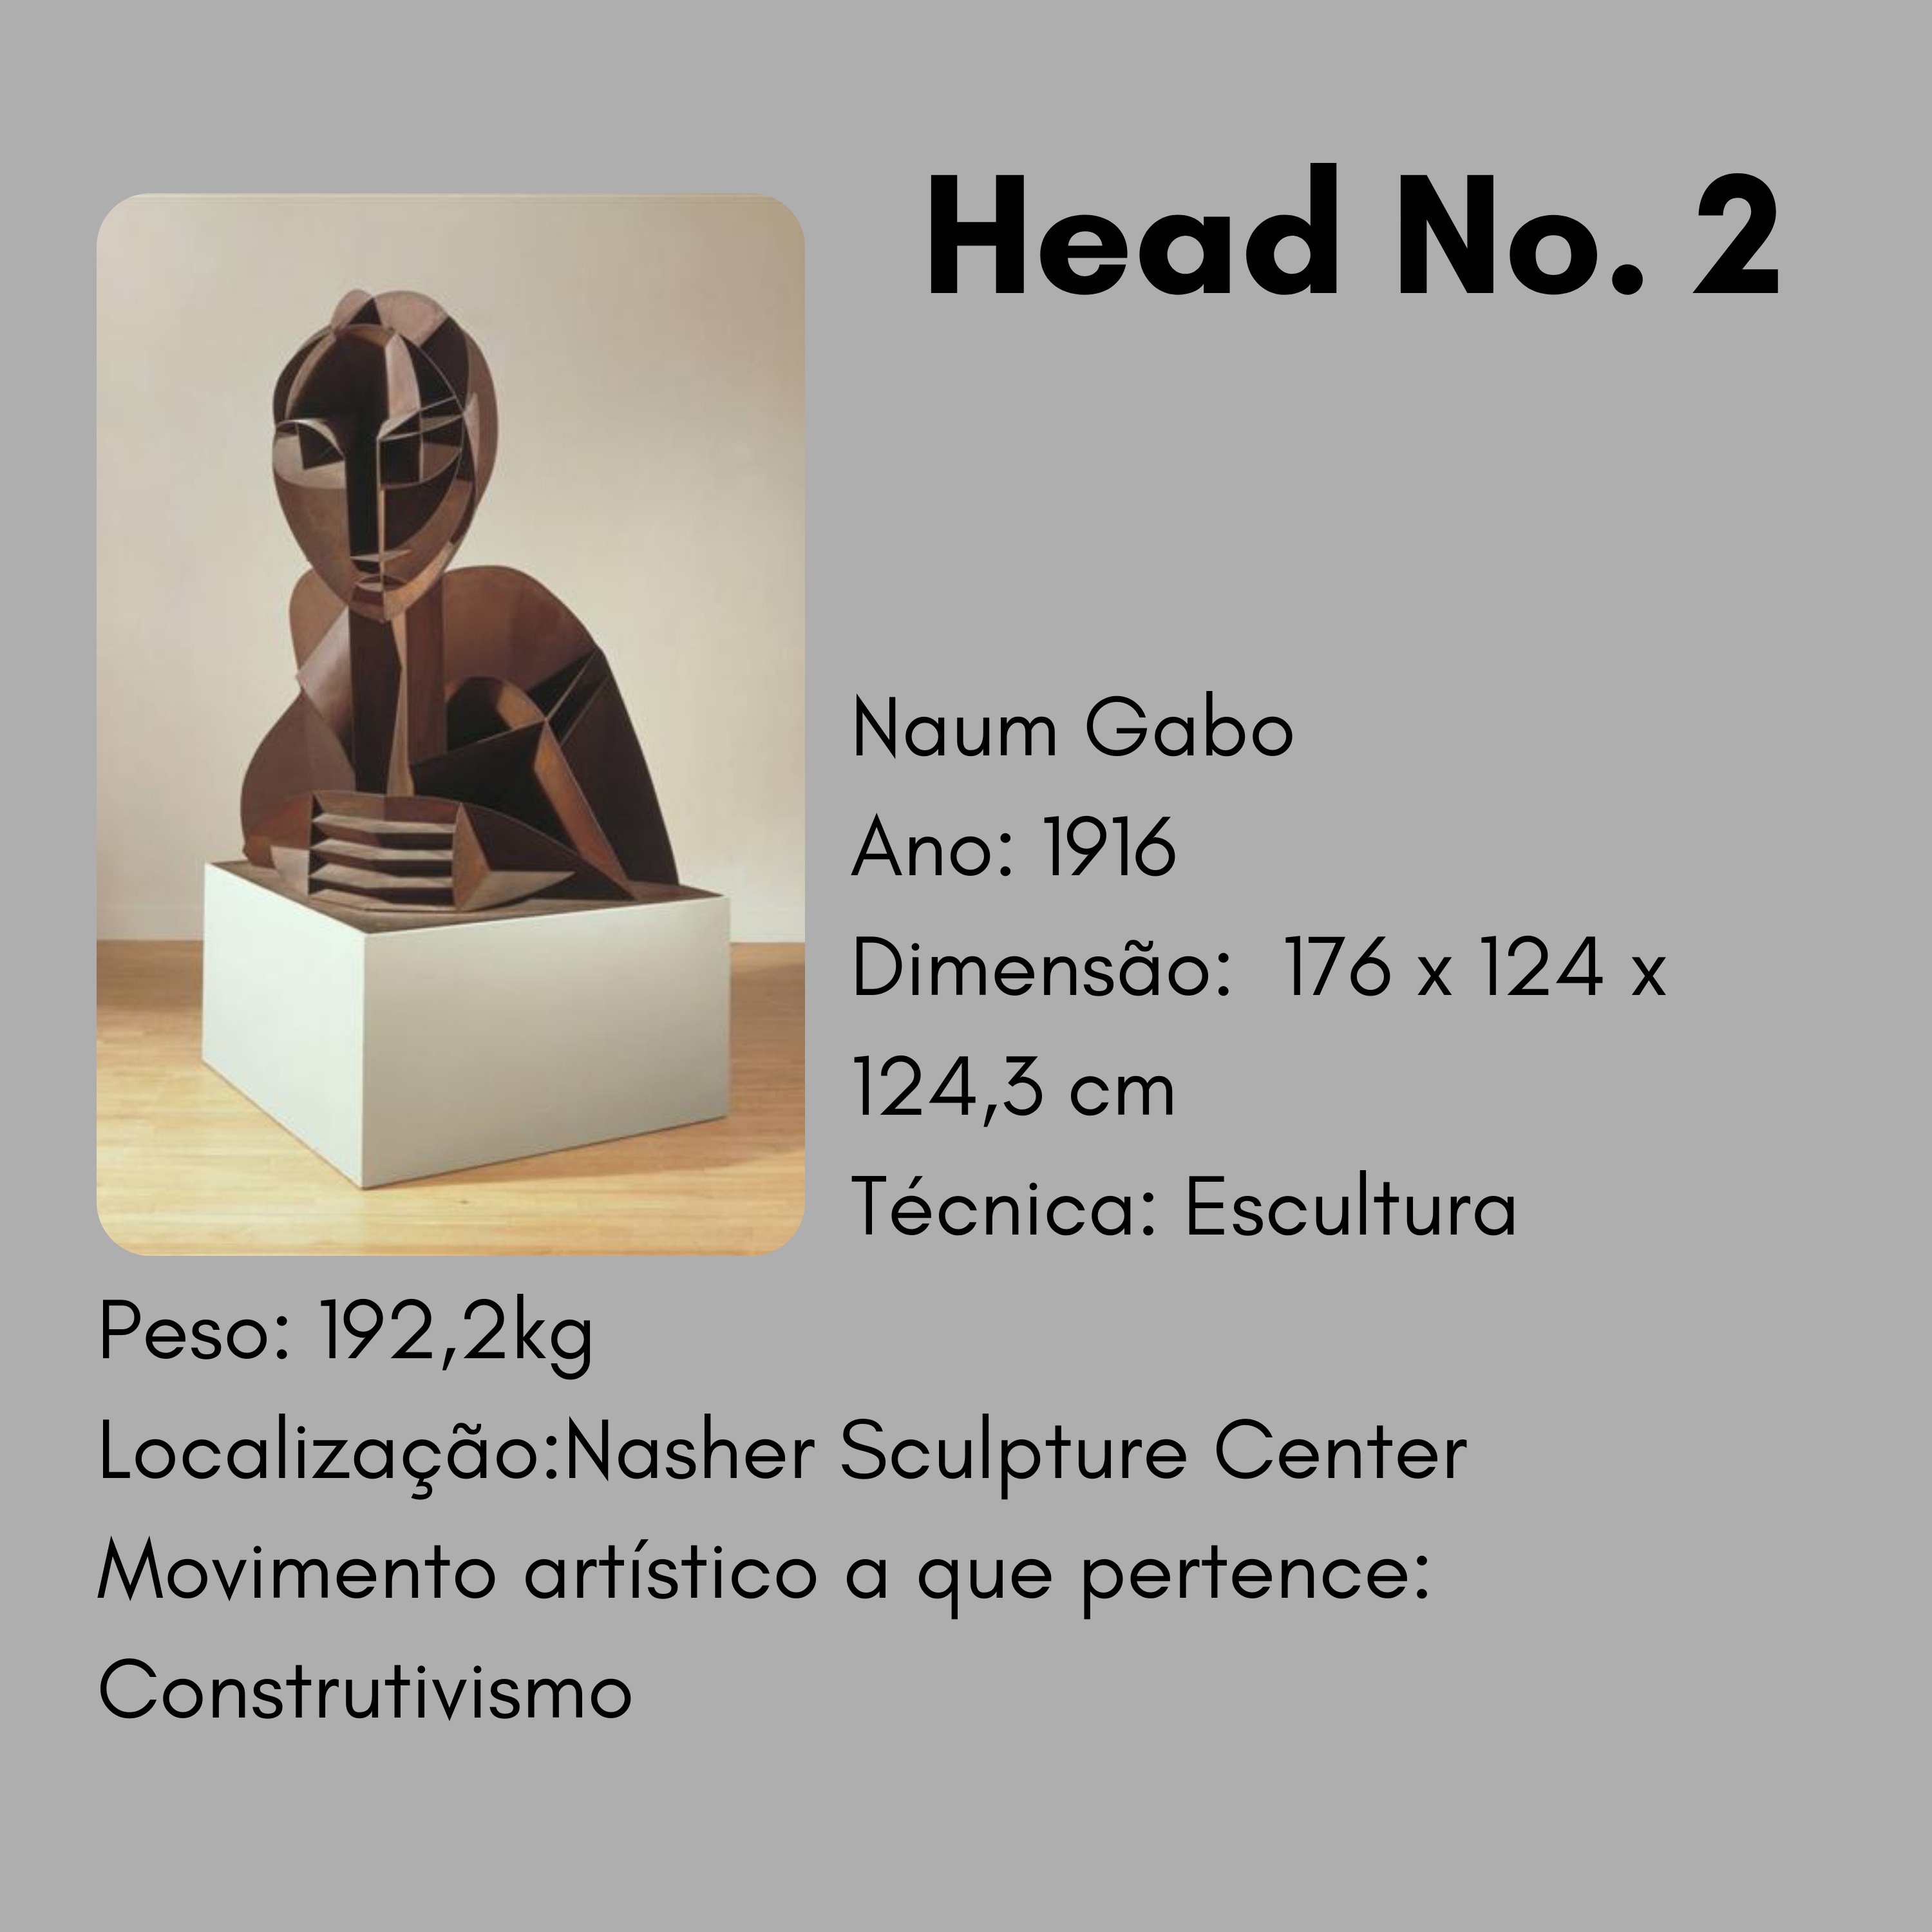 Head No. 2
Naum Gabo
Ano: 1916
Dimensão: 176 x 124 x
124,3 cm
Técnica: Escultura
Peso: 192,2kg
Localização:Nasher Sculpture Center
Movimento artístico a que pertence:
Construtivismo